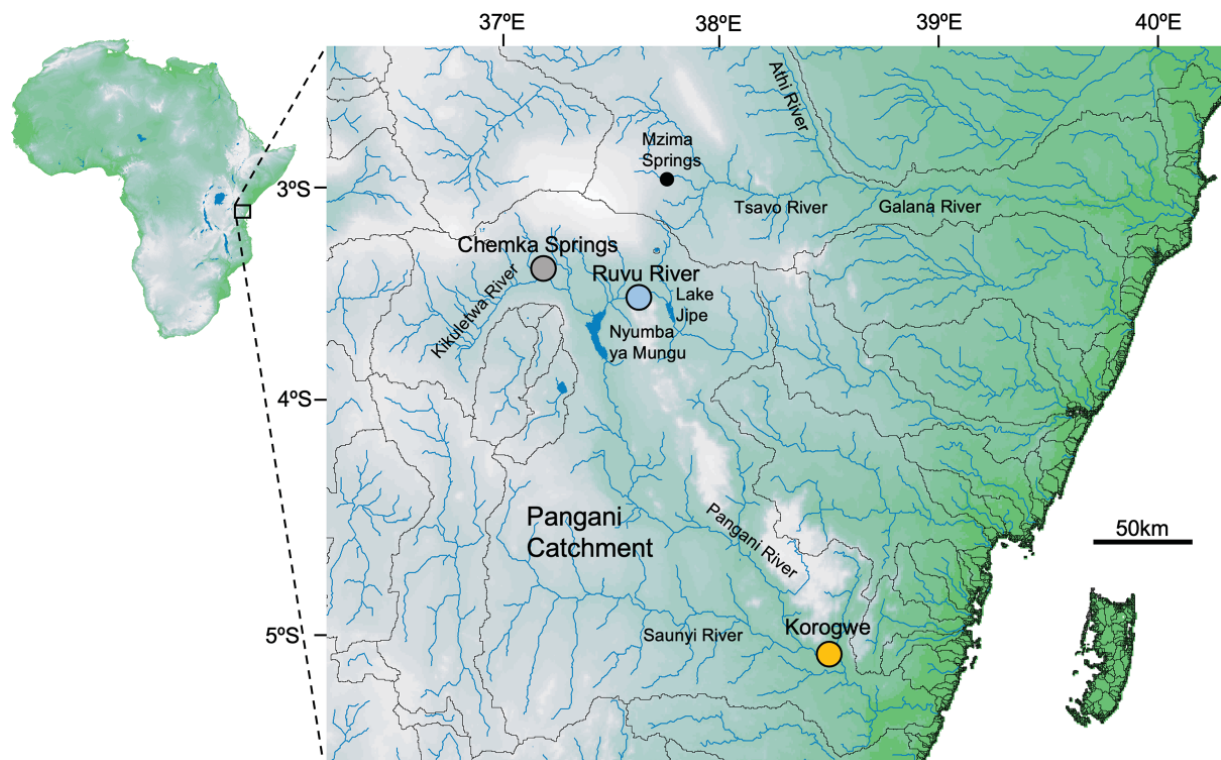 37ºE
38ºE
39ºE
40ºE
Athi River
Mzima
Springs
3ºS
Tsavo River
Galana River
Chemka Springs
Ruvu River
Kikuletwa River
Lake
Jipe
Nyumba
ya Mungu
4ºS
Pangani
Catchment
Pangani River
50km
5ºS
Saunyi River
Korogwe